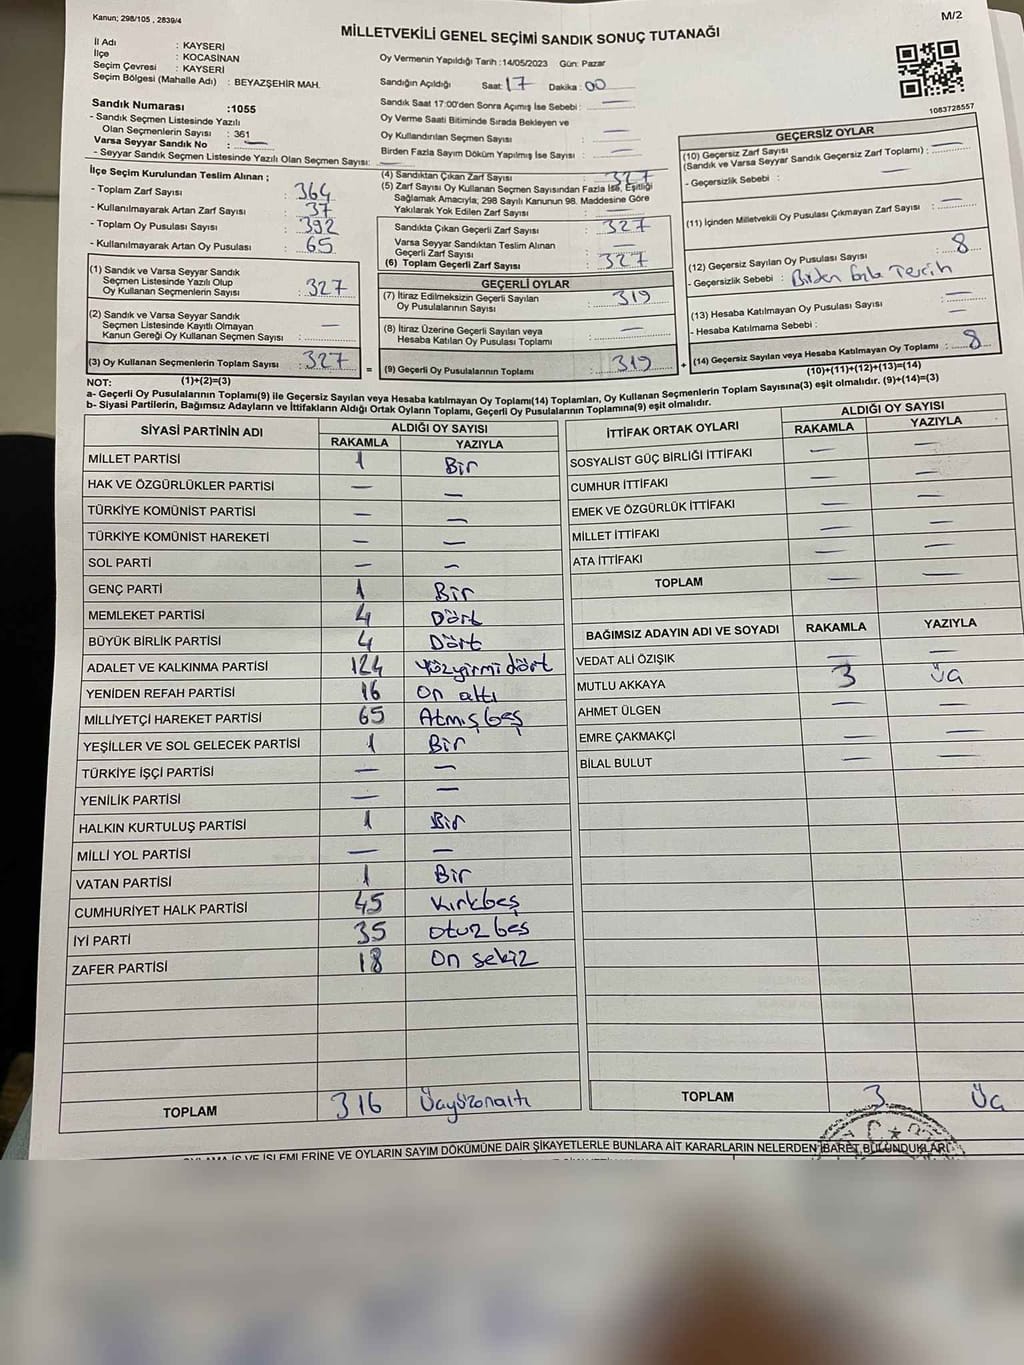 Kanun; 298/105 , 2839/4
M/2
MİLLETVEKİLİ GENEL SEÇİMİ SANDIK SONUÇ TUTANAĞI
İl Adı : KAYSERİ
İlçe : KOCASİNAN
Seçim Çevresi : KAYSERİ
Seçim Bölgesi (Mahalle Adı) : BEYAZŞEHİR MAH.
Sandık Numarası :1055
- Sandık Seçmen Listesinde Yazılı
Olan Seçmenlerin Sayısı : 361
Varsa Seyyar Sandık No : —
- Seyyar Sandık Seçmen Listesinde Yazılı Olan Seçmen Sayısı: —
Oy Vermenin Yapıldığı Tarih :14/05/2023 Gün: Pazar
Sandığın Açıldığı Saat: 17 Dakika : 00
Sandık Saat 17:00'den Sonra Açımış İse Sebebi : —
Oy Verme Saati Bitiminde Sırada Bekleyen ve
Oy Kullandırılan Seçmen Sayısı : —
Birden Fazla Sayım Döküm Yapılmış İse Sayısı : —
1083728557
İlçe Seçim Kurulundan Teslim Alınan ;
- Toplam Zarf Sayısı : 364
- Kullanılmayarak Artan Zarf Sayısı : 37
- Toplam Oy Pusulası Sayısı : 392
- Kullanılmayarak Artan Oy Pusulası : 65
(1) Sandık ve Varsa Seyyar Sandık
Seçmen Listesinde Yazılı Olup
Oy Kullanan Seçmenlerin Sayısı : 327
(2) Sandık ve Varsa Seyyar Sandık
Seçmen Listesinde Kayıtlı Olmayan
Kanun Gereği Oy Kullanan Seçmen Sayısı : —
(3) Oy Kullanan Seçmenlerin Toplam Sayısı : 327
(1)+(2)=(3)
(4) Sandıktan Çıkan Zarf Sayısı : 327
(5) Zarf Sayısı Oy Kullanan Seçmen Sayısından Fazla İse, Eşitliği
Sağlamak Amacıyla; 298 Sayılı Kanunun 98. Maddesine Göre
Yakılarak Yok Edilen Zarf Sayısı : —
Sandıkta Çıkan Geçerli Zarf Sayısı : 327
Varsa Seyyar Sandıktan Teslim Alınan
Geçerli Zarf Sayısı : —
(6) Toplam Geçerli Zarf Sayısı : 327
GEÇERLİ OYLAR
(7) İtiraz Edilmeksizin Geçerli Sayılan
Oy Pusulalarının Sayısı : 319
(8) İtiraz Üzerine Geçerli Sayılan veya
Hesaba Katılan Oy Pusulası Toplamı : —
= (9) Geçerli Oy Pusulalarının Toplamı : 319 +
GEÇERSİZ OYLAR
(10) Geçersiz Zarf Sayısı
(Sandık ve Varsa Seyyar Sandık Geçersiz Zarf Toplamı) : —
- Geçersizlik Sebebi : —
(11) İçinden Milletvekili Oy Pusulası Çıkmayan Zarf Sayısı : —
(12) Geçersiz Sayılan Oy Pusulası Sayısı : 8
- Geçersizlik Sebebi : Birden fazla Tercih
(13) Hesaba Katılmayan Oy Pusulası Sayısı : —
- Hesaba Katılmama Sebebi : —
(14) Geçersiz Sayılan veya Hesaba Katılmayan Oy Toplamı : 8
(10)+(11)+(12)+(13)=(14)
NOT:
a- Geçerli Oy Pusulalarının Toplamı(9) ile Geçersiz Sayılan veya Hesaba Katılmayan Oy Toplamı(14) Toplamları, Oy Kullanan Seçmenlerin Toplam Sayısına(3) eşit olmalıdır. (9)+(14)=(3)
b- Siyasi Partilerin, Bağımsız Adayların ve İttifakların Aldığı Ortak Oyların Toplamı, Geçerli Oy Pusulalarının Toplamına(9) eşit olmalıdır.
SİYASİ PARTİNİN ADI ALDIĞI OY SAYISI
RAKAMLA YAZIYLA
MİLLET PARTİSİ 1 Bir
HAK VE ÖZGÜRLÜKLER PARTİSİ — —
TÜRKİYE KOMÜNİST PARTİSİ — —
TÜRKİYE KOMÜNİST HAREKETİ — —
SOL PARTİ — —
GENÇ PARTİ 1 Bir
MEMLEKET PARTİSİ 4 Dört
BÜYÜK BİRLİK PARTİSİ 4 Dört
ADALET VE KALKINMA PARTİSİ 124 Yüzyirmi dört
YENİDEN REFAH PARTİSİ 16 On altı
MİLLİYETÇİ HAREKET PARTİSİ 65 Atmış beş
YEŞİLLER VE SOL GELECEK PARTİSİ 1 Bir
TÜRKİYE İŞÇİ PARTİSİ — —
YENİLİK PARTİSİ — —
HALKIN KURTULUŞ PARTİSİ 1 Bir
MİLLİ YOL PARTİSİ — —
VATAN PARTİSİ 1 Bir
CUMHURİYET HALK PARTİSİ 45 Kırkbeş
İYİ PARTİ 35 Otuz beş
ZAFER PARTİSİ 18 On sekiz
TOPLAM 316 Üçyüzonaltı
İTTİFAK ORTAK OYLARI ALDIĞI OY SAYISI
RAKAMLA YAZIYLA
SOSYALİST GÜÇ BİRLİĞİ İTTİFAKI — —
CUMHUR İTTİFAKI — —
EMEK VE ÖZGÜRLÜK İTTİFAKI — —
MİLLET İTTİFAKI — —
ATA İTTİFAKI — —
TOPLAM — —
BAĞIMSIZ ADAYIN ADI VE SOYADI RAKAMLA YAZIYLA
VEDAT ALİ ÖZIŞIK — —
MUTLU AKKAYA 3 Üç
AHMET ÜLGEN — —
EMRE ÇAKMAKÇİ — —
BİLAL BULUT — —
TOPLAM 3 Üç
İŞ VE İŞLEMLERİNE VE OYLARIN SAYIM DÖKÜMÜNE DAİR ŞİKAYETLERLE BUNLARA AİT KARARLARIN NELERDEN İBARET BULUNDUKLARI